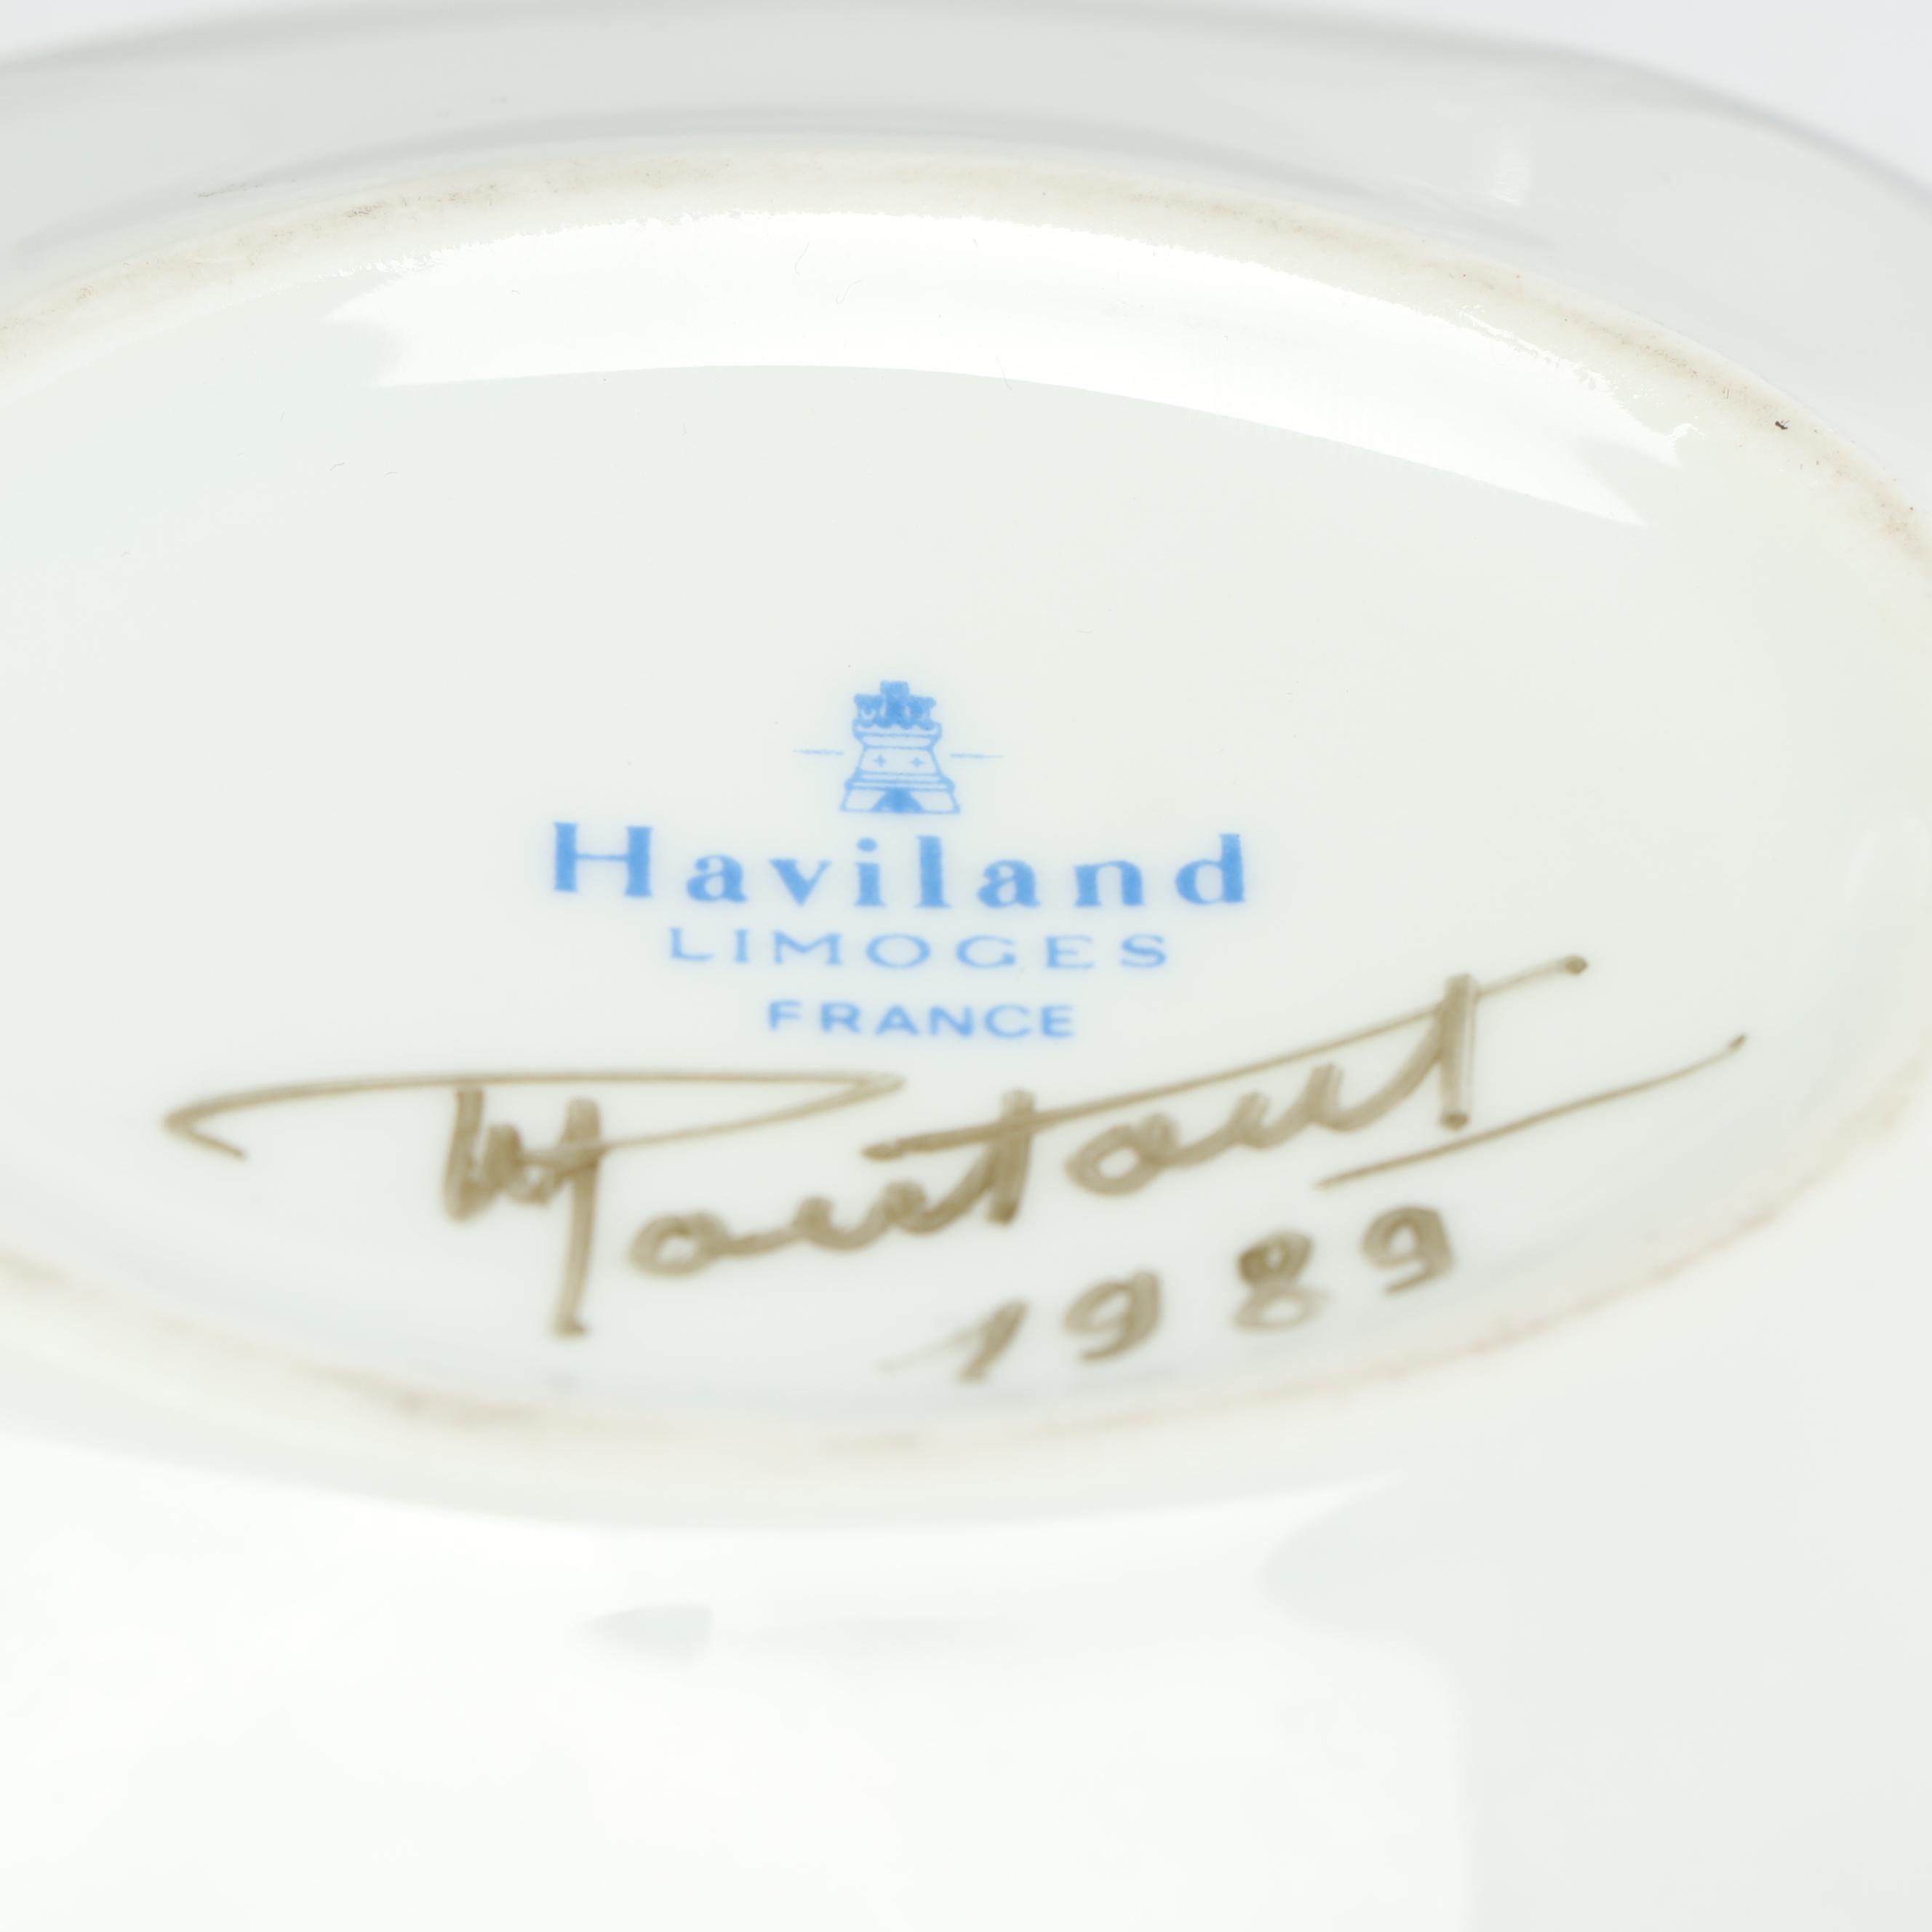 Haviland
LIMOGES
FRANCE
1989